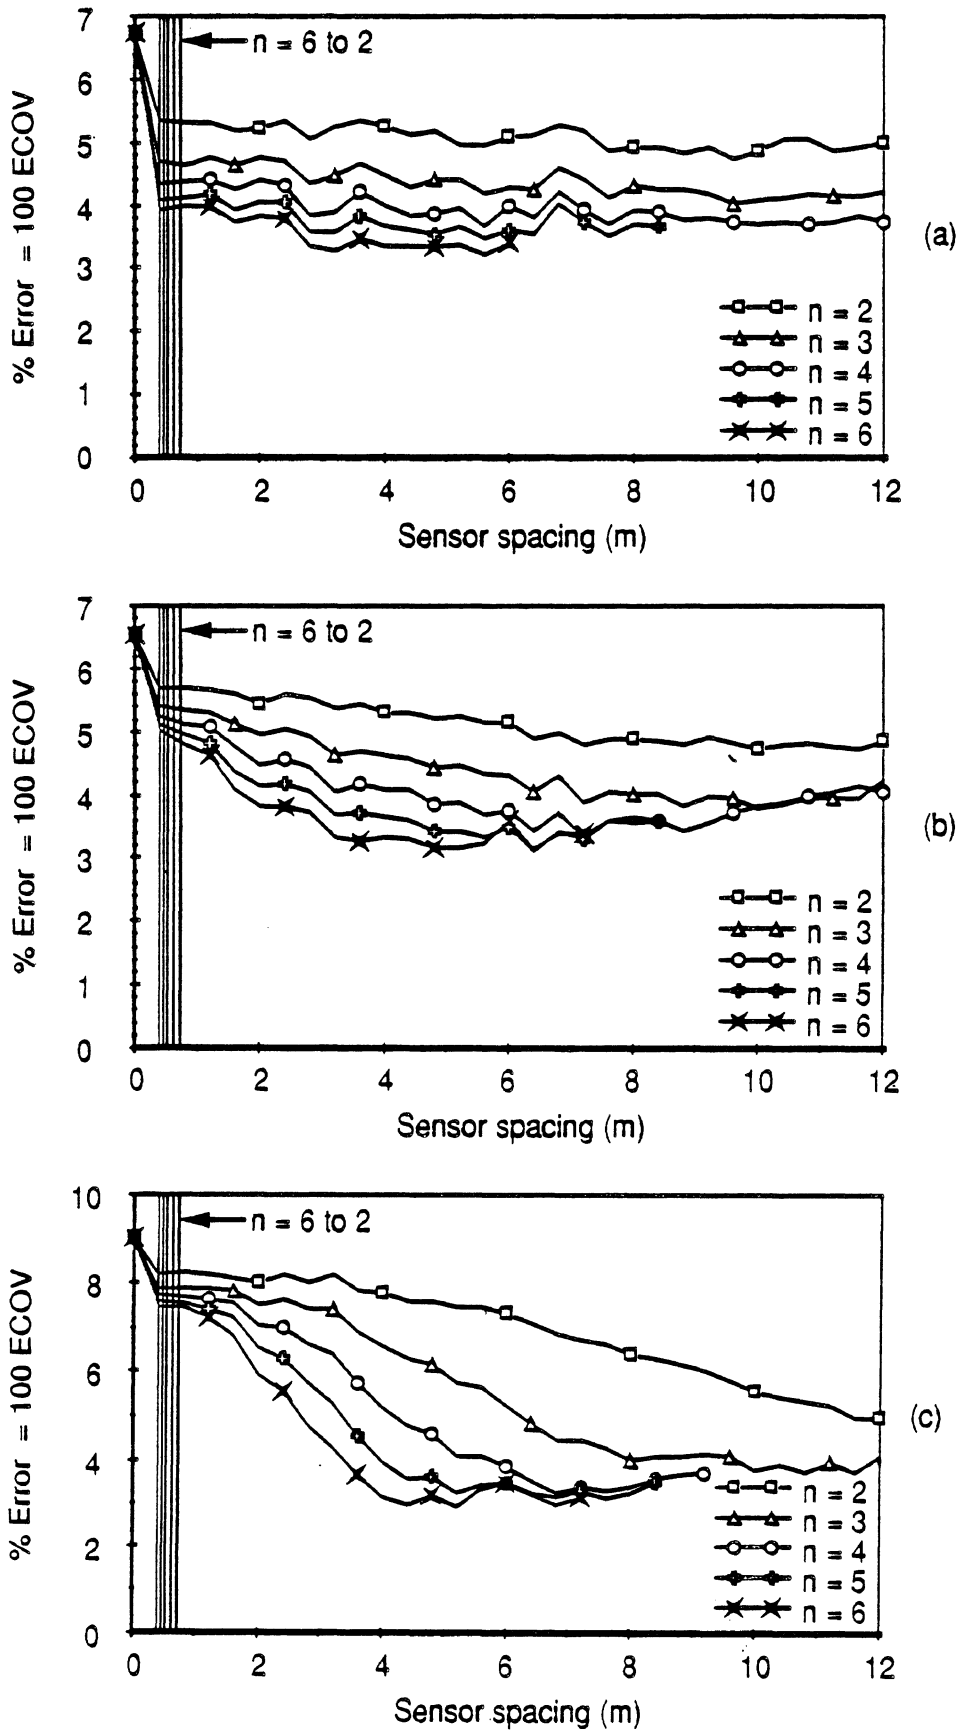 7
6
5
4
3
2
1
0
% Error = 100 ECOV
n = 6 to 2
n = 2
n = 3
n = 4
n = 5
n = 6
0 2 4 6 8 10 12
Sensor spacing (m)
(a)
7
6
5
4
3
2
1
0
% Error = 100 ECOV
n = 6 to 2
n = 2
n = 3
n = 4
n = 5
n = 6
0 2 4 6 8 10 12
Sensor spacing (m)
(b)
10
8
6
4
2
0
% Error = 100 ECOV
n = 6 to 2
n = 2
n = 3
n = 4
n = 5
n = 6
0 2 4 6 8 10 12
Sensor spacing (m)
(c)